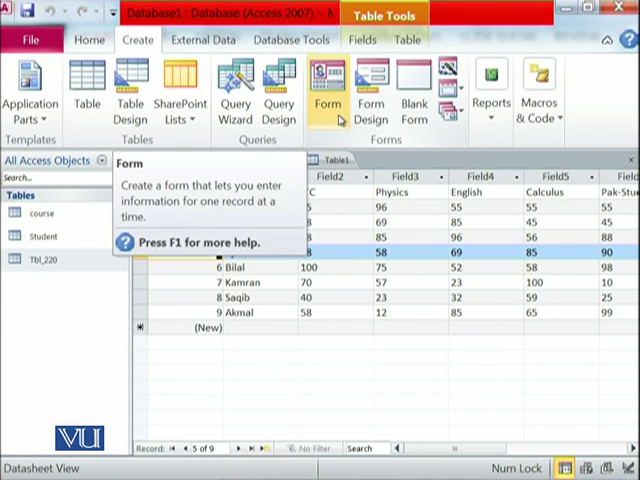 Database1 : Database (Access 2007)
Table Tools
File
Home
Create
External Data
Database Tools
Fields
Table
Application
Parts
Table
Table
Design
SharePoint
Lists
Query
Wizard
Query
Design
Form
Form
Design
Blank
Form
Reports
Macros
& Code
Templates
Tables
Queries
Forms
All Access Objects
Search...
Tables
course
Student
Tbl_220
Form
Create a form that lets you enter
information for one record at a
time.
Press F1 for more help.
Table1
Field2 Field3 Field4 Field5
Physics English Calculus
96 55 55 55
69 85 45 45
85 96 56 88
58 69 85 90
6 Bilal 100 75 52 58 98
7 Kamran 70 57 23 100 10
8 Saqib 40 23 32 59 25
9 Akmal 58 12 85 65 99
(New)
VU
Record: 5 of 9 No Filter Search
Datasheet View
Num Lock